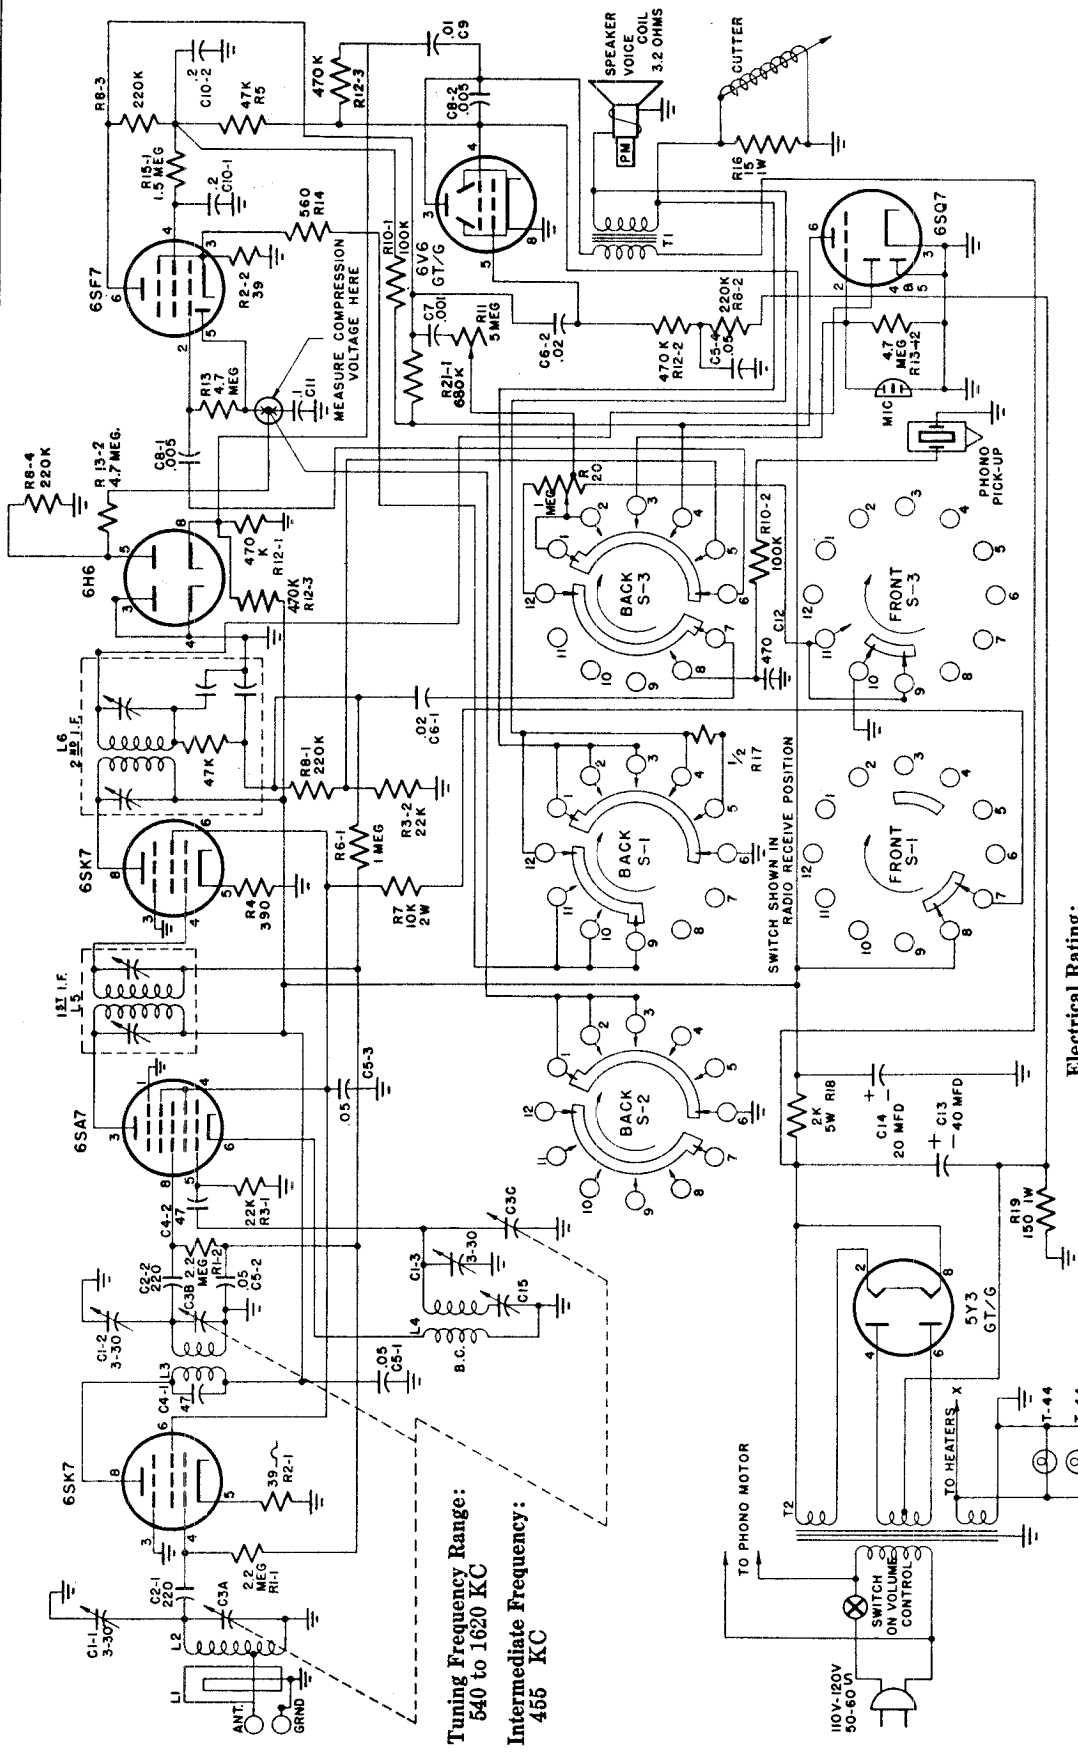 6SK7
6SA7
1ST I.F.
L5
6SK7
L6
2ND I.F.
6H6
R8-4
220K
R13-2
4.7 MEG.
6SF7
R8-3
220K
C1-1
3-30
L1
ANT.
GRND
L2
C2-1
220
C3A
2.2
MEG
R1-1
39
R2-1
C4-1
47
L3
C1-2
3-30
C2-2
220
C3B
2.2
MEG
R1-2
.05
C5-2
C4-2
47
22K
R3-1
.05
C5-1
.05
C5-3
L4
B.C.
C1-3
3-30
C15
C3C
R4
390
47K
R8-1
220K
R6-1
1 MEG
R3-2
22K
R7
10K
2W
.02
C6-1
470
K
R12-1
470K
R12-3
C8-1
.005
R13
4.7
MEG
.1
C11
MEASURE COMPRESSION
VOLTAGE HERE
R2-2
39
560
R14
R15-1
1.5 MEG
.2
C10-1
.2
C10-2
47K
R5
470K
R12-3
.01
C9
R10-1
100K
6V6
GT/G
C8-2
.005
C7
.001
R11
5 MEG
R21-1
680K
C6-2
.02
470 K
R12-2
220K
R8-2
C5-4
.05
T1
SPEAKER
VOICE
COIL
3.2 OHMS
PM
CUTTER
R16
15
1W
6SQ7
4.7
MEG
R13-12
MIC
PHONO
PICK-UP
1
MEG
R
20
R10-2
100K
C12
470
1/2
R17
BACK
S-2
BACK
S-1
BACK
S-3
SWITCH SHOWN IN
RADIO RECEIVE POSITION
FRONT
S-1
FRONT
S-3
2K
5W R18
C14
20 MFD
C13
40 MFD
R19
150 1W
5Y3
GT/G
T2
TO PHONO MOTOR
TO HEATERS X
T-44
T-44
SWITCH
ON VOLUME
CONTROL
110V-120V
50-60
Tuning Frequency Range:
540 to 1620 KC
Intermediate Frequency:
455 KC
Electrical Rating: